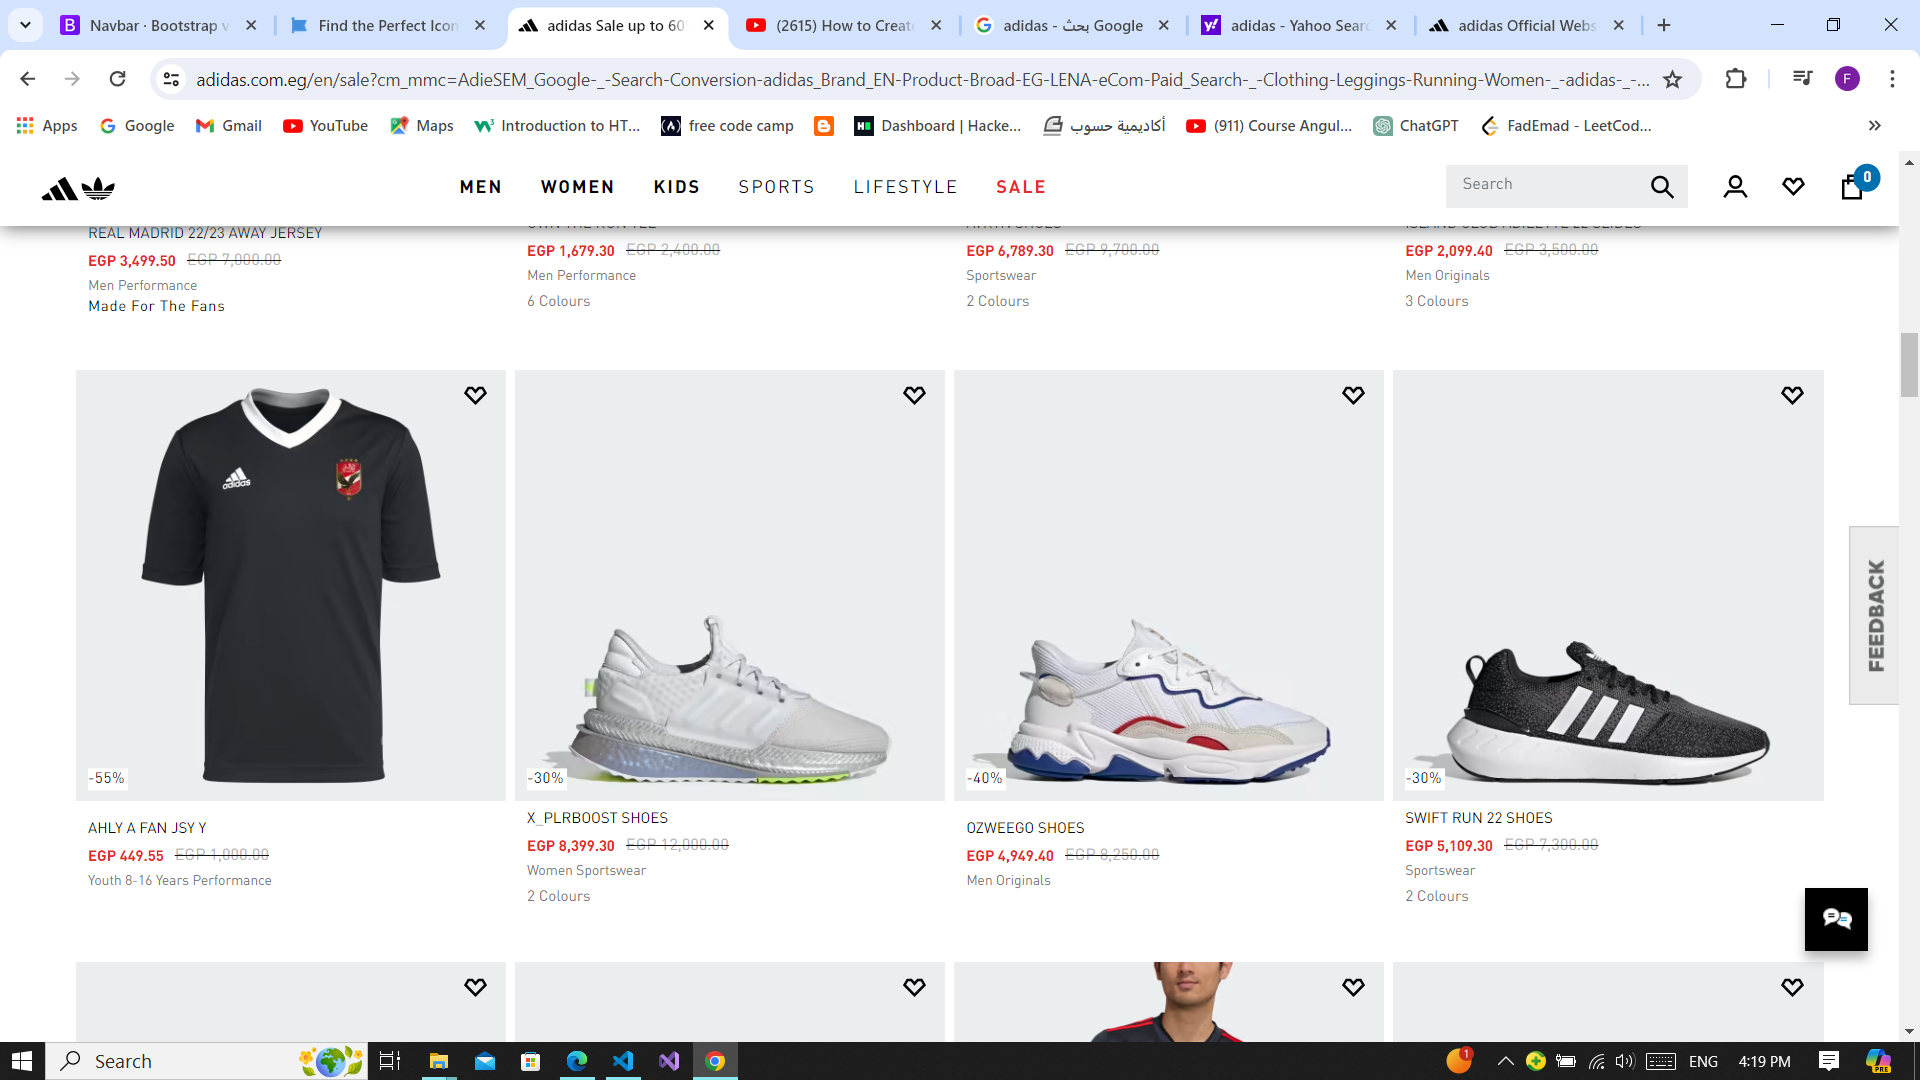 Navbar · Bootstrap v
Find the Perfect Icon
adidas Sale up to 60
(2615) How to Create
adidas - بحث Google
adidas - Yahoo Searc
adidas Official Webs
adidas.com.eg/en/sale?cm_mmc=AdieSEM_Google-_-Search-Conversion-adidas_Brand_EN-Product-Broad-EG-LENA-eCom-Paid_Search-_-Clothing-Leggings-Running-Women-_-adidas-_-...
F
Apps
Google
Gmail
YouTube
Maps
Introduction to HT...
free code camp
Dashboard | Hacke...
أكاديمية حسوب
(911) Course Angul...
ChatGPT
FadEmad - LeetCod...
MEN
WOMEN
KIDS
SPORTS
LIFESTYLE
SALE
Search
0
REAL MADRID 22/23 AWAY JERSEY
EGP 3,499.50 EGP 7,000.00
Men Performance
Made For The Fans
EGP 1,679.30 EGP 2,400.00
Men Performance
6 Colours
EGP 6,789.30 EGP 9,700.00
Sportswear
2 Colours
EGP 2,099.40 EGP 3,500.00
Men Originals
3 Colours
adidas
-55%
AHLY A FAN JSY Y
EGP 449.55 EGP 1,000.00
Youth 8-16 Years Performance
-30%
X_PLRBOOST SHOES
EGP 8,399.30 EGP 12,000.00
Women Sportswear
2 Colours
-40%
OZWEEGO SHOES
EGP 4,949.40 EGP 8,250.00
Men Originals
-30%
SWIFT RUN 22 SHOES
EGP 5,109.30 EGP 7,300.00
Sportswear
2 Colours
FEEDBACK
Search
1
ENG
4:19 PM
PRE